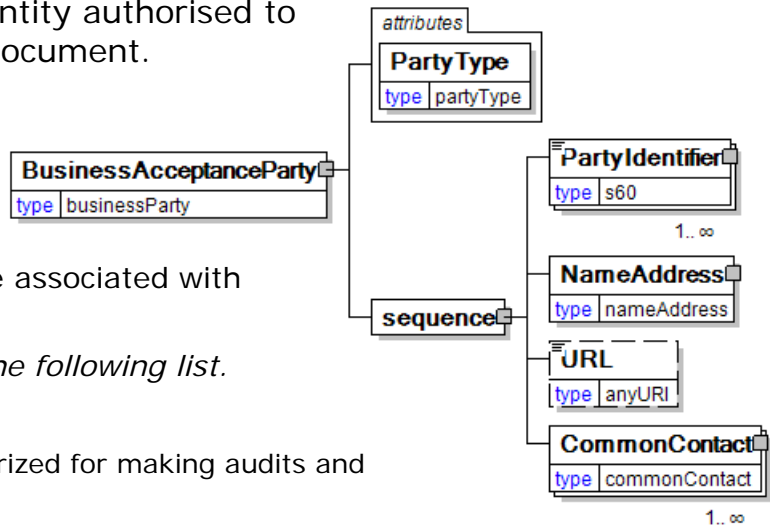 ntity authorised to
ocument.
attributes
PartyType
type partyType
BusinessAcceptanceParty
type businessParty
PartyIdentifier
type s60
1.. ∞
e associated with
NameAddress
type nameAddress
sequence
he following list.
URL
type anyURI
rized for making audits and
CommonContact
type commonContact
1.. ∞